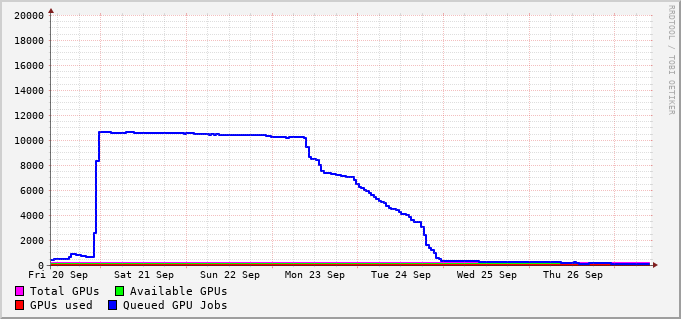 20000
18000
16000
14000
12000
10000
8000
6000
4000
2000
0
Fri 20 Sep Sat 21 Sep Sun 22 Sep Mon 23 Sep Tue 24 Sep Wed 25 Sep Thu 26 Sep
Total GPUs Available GPUs
GPUs used Queued GPU Jobs
RRDTOOL / TOBI OETIKER